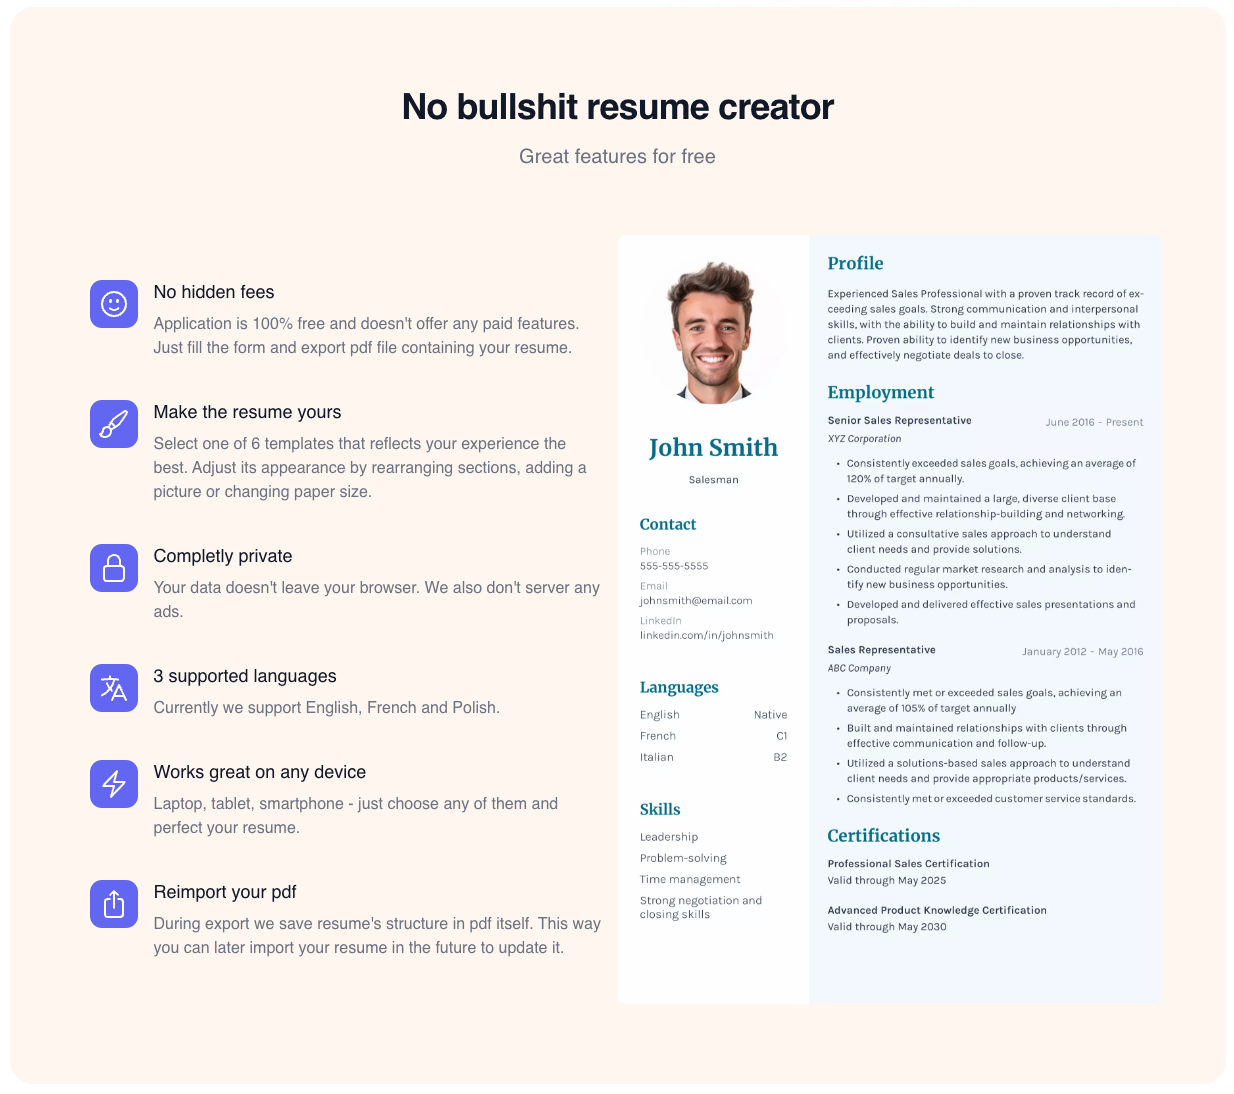 No bullshit resume creator
Great features for free
No hidden fees
Application is 100% free and doesn't offer any paid features.
Just fill the form and export pdf file containing your resume.
Make the resume yours
Select one of 6 templates that reflects your experience the
best. Adjust its appearance by rearranging sections, adding a
picture or changing paper size.
Completly private
Your data doesn't leave your browser. We also don't server any
ads.
3 supported languages
Currently we support English, French and Polish.
Works great on any device
Laptop, tablet, smartphone - just choose any of them and
perfect your resume.
Reimport your pdf
During export we save resume's structure in pdf itself. This way
you can later import your resume in the future to update it.
John Smith
Salesman
Contact
Phone
555-555-5555
Email
johnsmith@email.com
LinkedIn
linkedin.com/in/johnsmith
Languages
English Native
French C1
Italian B2
Skills
Leadership
Problem-solving
Time management
Strong negotiation and
closing skills
Profile
Experienced Sales Professional with a proven track record of ex-
ceeding sales goals. Strong communication and interpersonal
skills, with the ability to build and maintain relationships with
clients. Proven ability to identify new business opportunities,
and effectively negotiate deals to close.
Employment
Senior Sales Representative June 2016 - Present
XYZ Corporation
• Consistently exceeded sales goals, achieving an average of
120% of target annually.
• Developed and maintained a large, diverse client base
through effective relationship-building and networking.
• Utilized a consultative sales approach to understand
client needs and provide solutions.
• Conducted regular market research and analysis to iden-
tify new business opportunities.
• Developed and delivered effective sales presentations and
proposals.
Sales Representative January 2012 - May 2016
ABC Company
• Consistently met or exceeded sales goals, achieving an
average of 105% of target annually
• Built and maintained relationships with clients through
effective communication and follow-up.
• Utilized a solutions-based sales approach to understand
client needs and provide appropriate products/services.
• Consistently met or exceeded customer service standards.
Certifications
Professional Sales Certification
Valid through May 2025
Advanced Product Knowledge Certification
Valid through May 2030